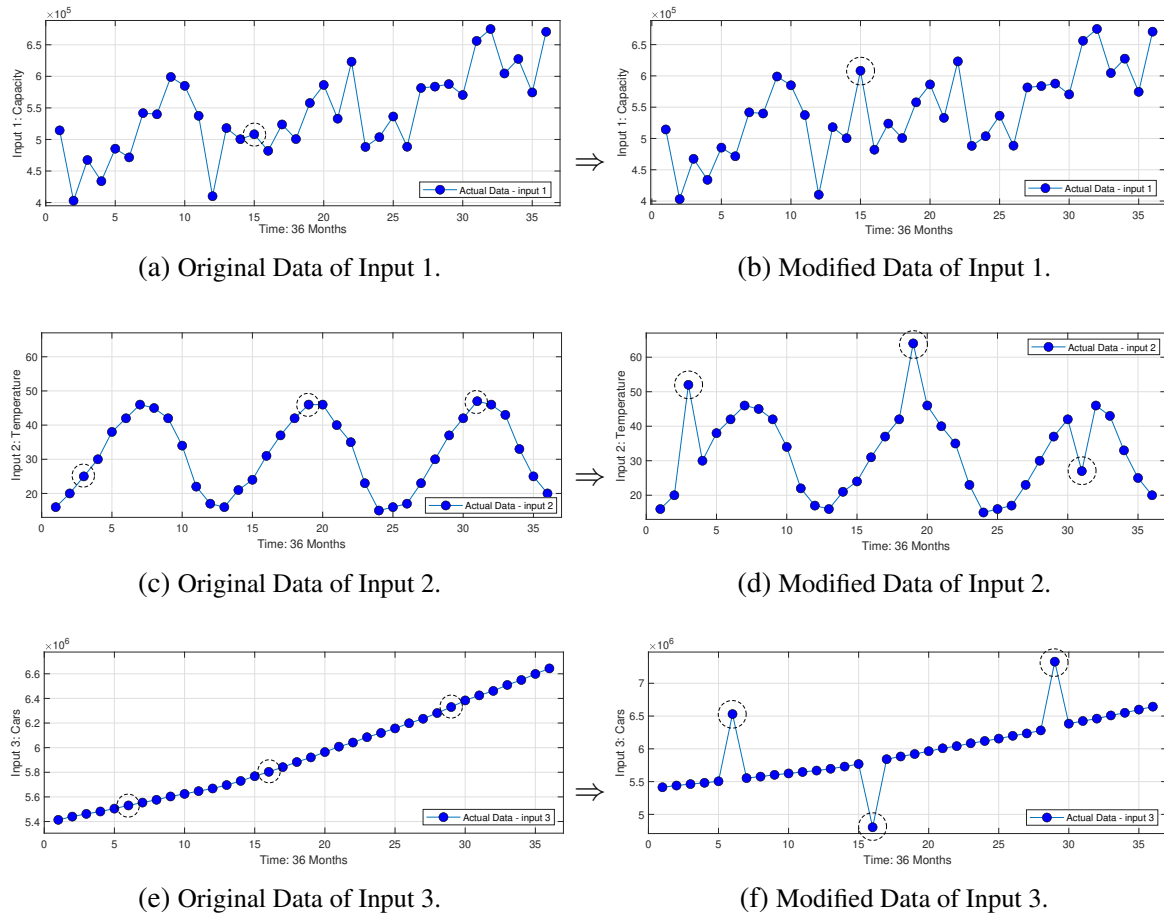 ×10⁵
6.5
6
5.5
5
4.5
4
Input 1: Capacity
Actual Data - input 1
0 5 10 15 20 25 30 35
Time: 36 Months
(a) Original Data of Input 1.
⇒
×10⁵
6.5
6
5.5
5
4.5
4
Input 1: Capacity
Actual Data - input 1
0 5 10 15 20 25 30 35
Time: 36 Months
(b) Modified Data of Input 1.
60
50
40
30
20
Input 2: Temperature
Actual Data - input 2
0 5 10 15 20 25 30 35
Time: 36 Months
(c) Original Data of Input 2.
⇒
Actual Data - input 2
60
50
40
30
20
Input 2: Temperature
0 5 10 15 20 25 30 35
Time: 36 Months
(d) Modified Data of Input 2.
×10⁶
6.6
6.4
6.2
6
5.8
5.6
5.4
Input 3: Cars
Actual Data - input 3
0 5 10 15 20 25 30 35
Time: 36 Months
(e) Original Data of Input 3.
⇒
×10⁶
7
6.5
6
5.5
5
Input 3: Cars
Actual Data - input 3
0 5 10 15 20 25 30 35
Time: 36 Months
(f) Modified Data of Input 3.